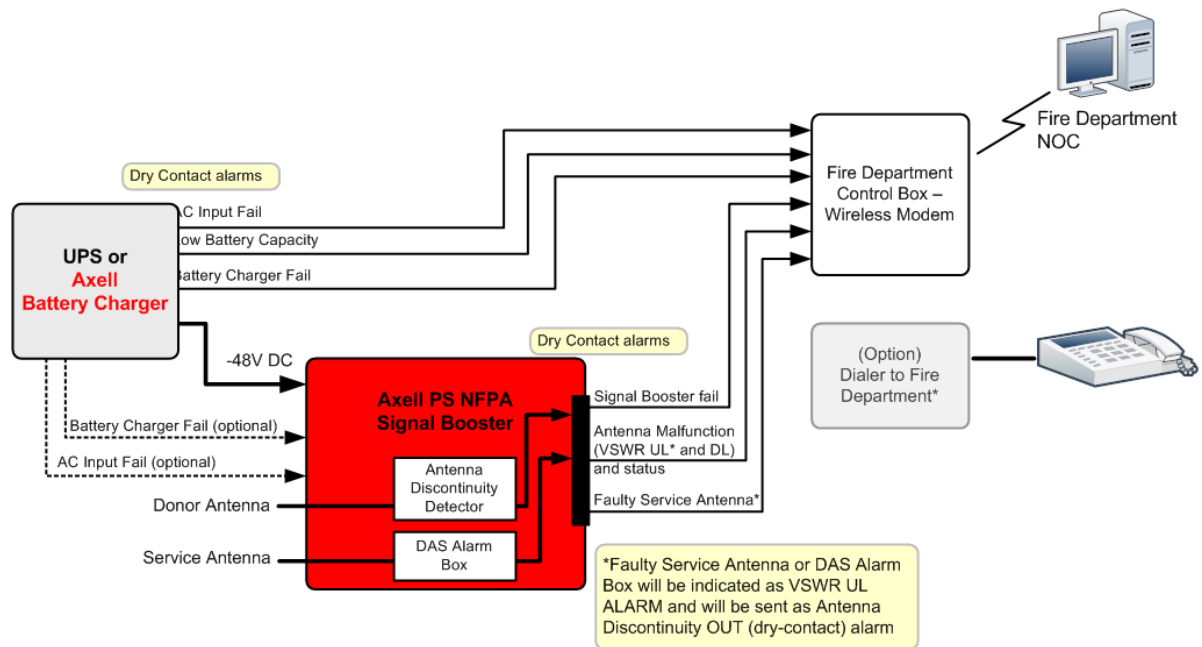 Fire Department
NOC
Dry Contact alarms
AC Input Fail
Low Battery Capacity
Battery Charger Fail
UPS or
Axell
Battery Charger
Fire Department
Control Box –
Wireless Modem
-48V DC
Dry Contact alarms
(Option)
Dialer to Fire
Department*
Axell PS NFPA
Signal Booster
Signal Booster fail
Battery Charger Fail (optional)
AC Input Fail (optional)
Antenna Malfunction
(VSWR UL* and DL)
and status
Antenna
Discontinuity
Detector
Donor Antenna
Faulty Service Antenna*
Service Antenna
DAS Alarm
Box
*Faulty Service Antenna or DAS Alarm
Box will be indicated as VSWR UL
ALARM and will be sent as Antenna
Discontinuity OUT (dry-contact) alarm